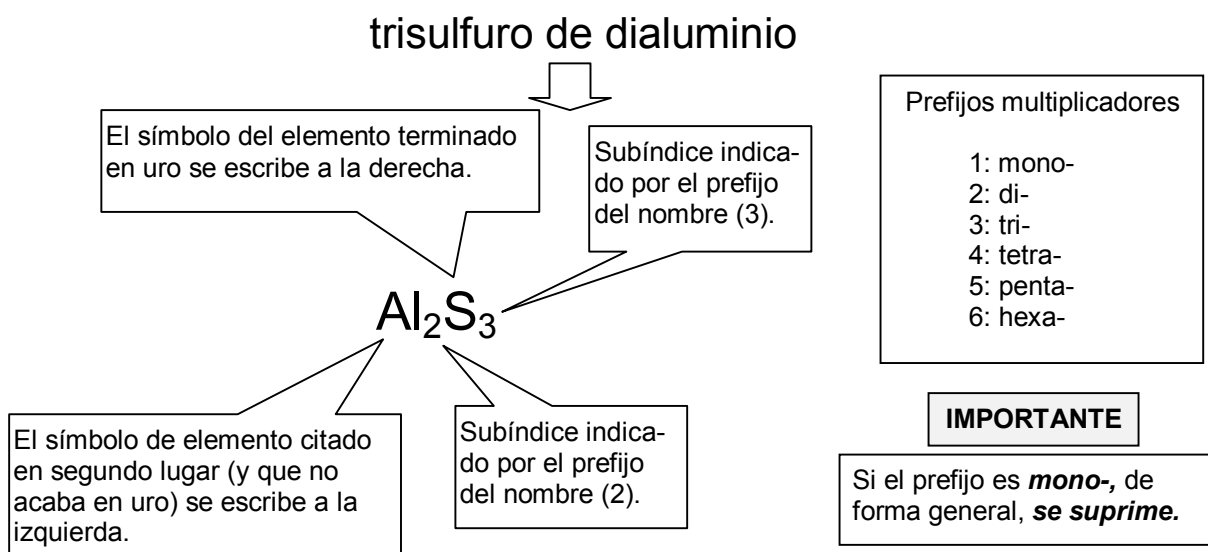 trisulfuro de dialuminio
El símbolo del elemento terminado
en uro se escribe a la derecha.
Subíndice indica-
do por el prefijo
del nombre (3).
Al₂S₃
El símbolo de elemento citado
en segundo lugar (y que no
acaba en uro) se escribe a la
izquierda.
Subíndice indica-
do por el prefijo
del nombre (2).
Prefijos multiplicadores
1: mono-
2: di-
3: tri-
4: tetra-
5: penta-
6: hexa-
IMPORTANTE
Si el prefijo es mono-, de
forma general, se suprime.